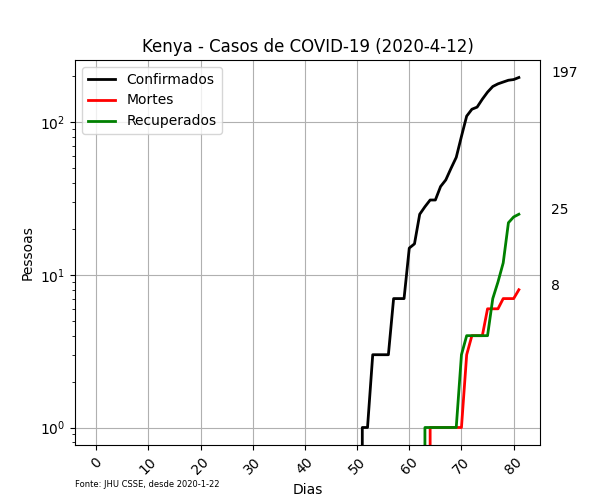 Kenya - Casos de COVID-19 (2020-4-12)
Confirmados
Mortes
Recuperados
197
25
8
10²
10¹
10⁰
Pessoas
0 10 20 30 40 50 60 70 80
Fonte: JHU CSSE, desde 2020-1-22
Dias